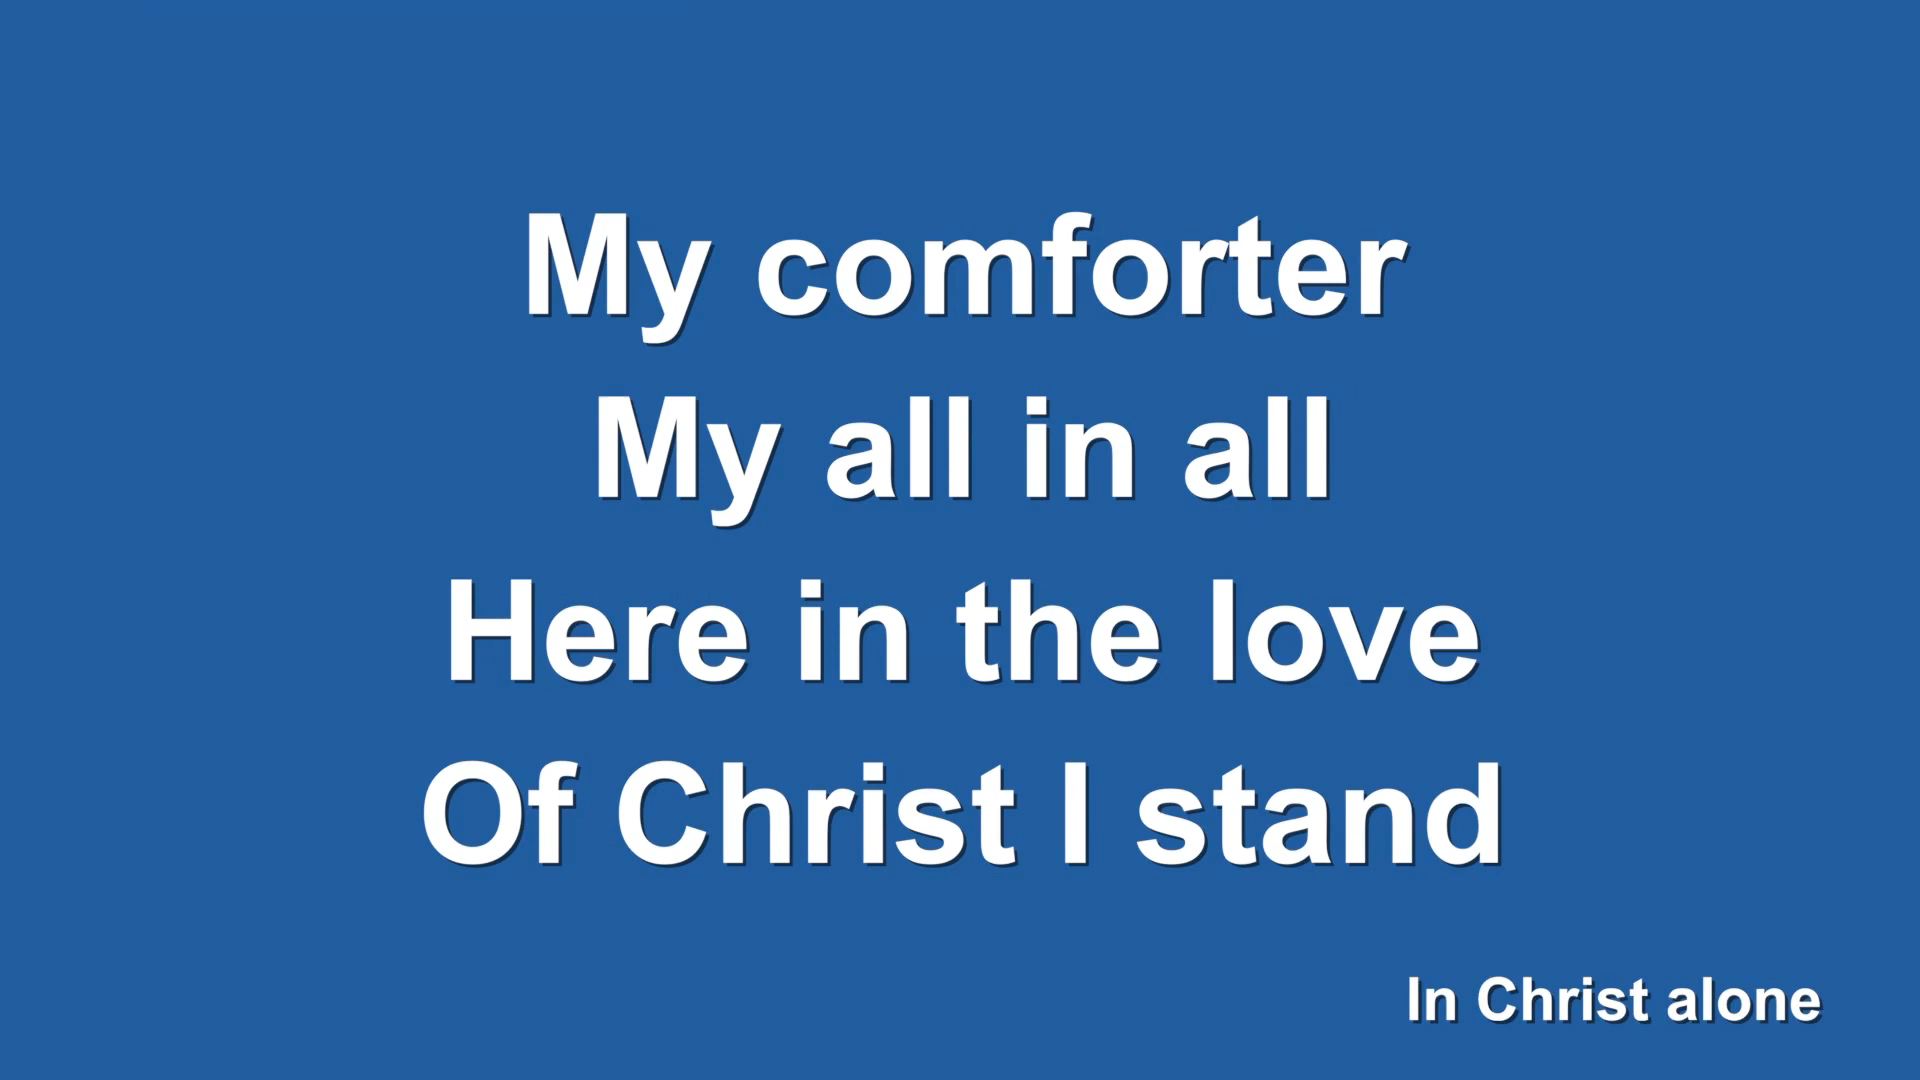 My comforter
My all in all
Here in the love
Of Christ I stand
In Christ alone